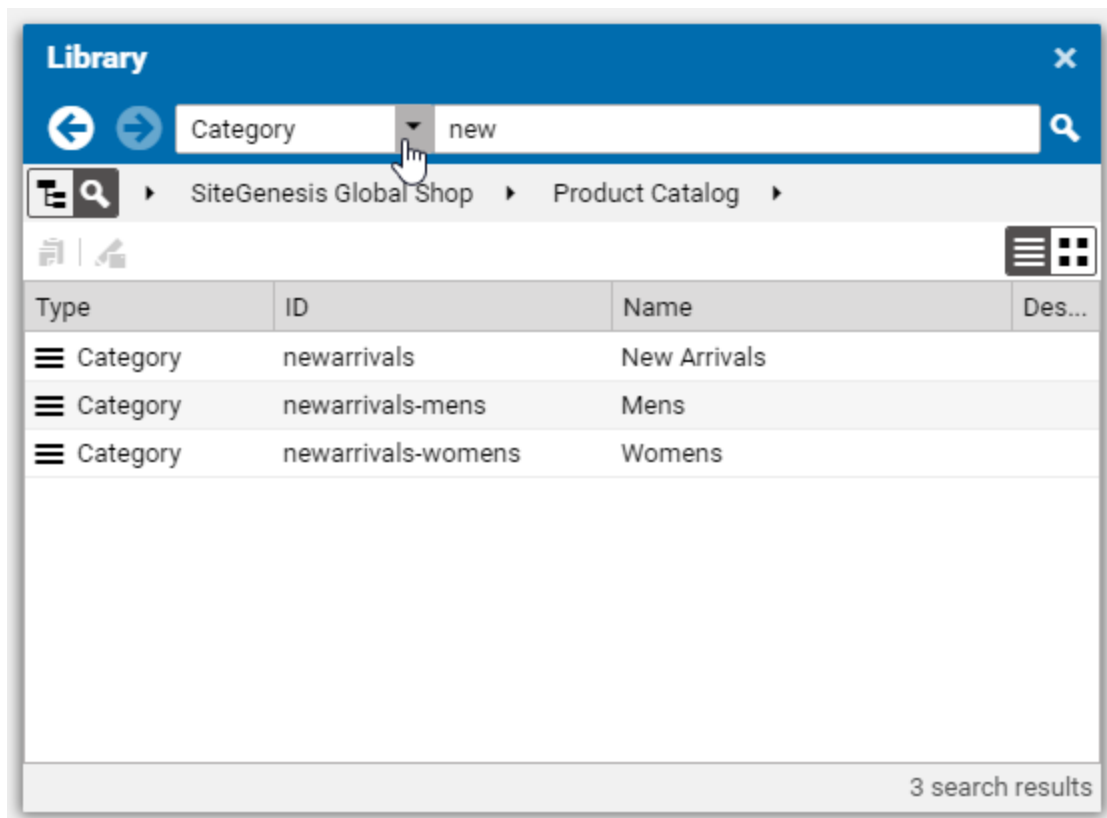 Library
Category new
SiteGenesis Global Shop Product Catalog
Type ID Name Des...
Category newarrivals New Arrivals
Category newarrivals-mens Mens
Category newarrivals-womens Womens
3 search results